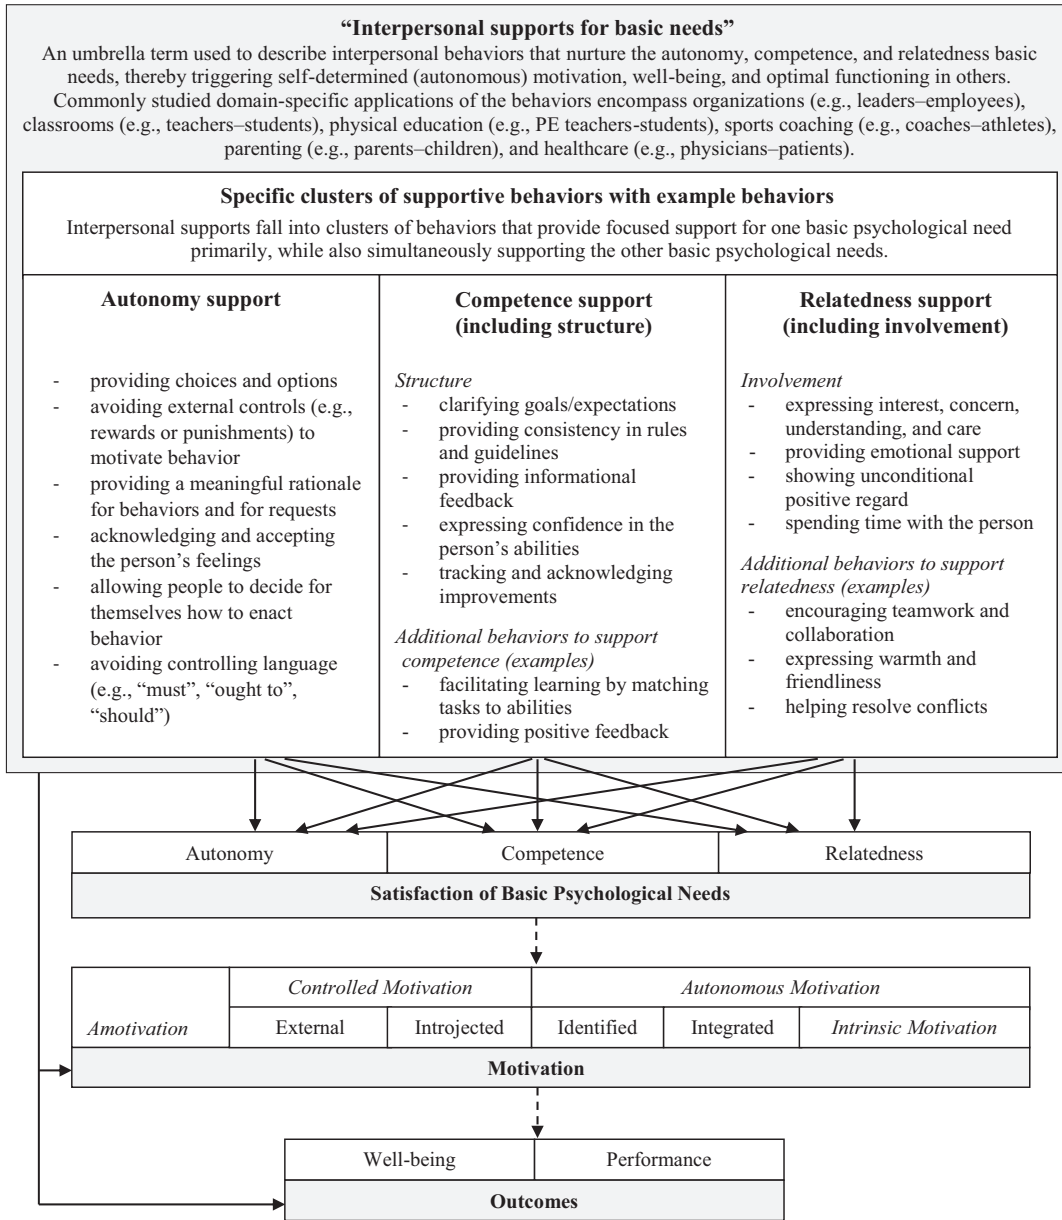 “Interpersonal supports for basic needs”
An umbrella term used to describe interpersonal behaviors that nurture the autonomy, competence, and relatedness basic
needs, thereby triggering self-determined (autonomous) motivation, well-being, and optimal functioning in others.
Commonly studied domain-specific applications of the behaviors encompass organizations (e.g., leaders–employees),
classrooms (e.g., teachers–students), physical education (e.g., PE teachers-students), sports coaching (e.g., coaches–athletes),
parenting (e.g., parents–children), and healthcare (e.g., physicians–patients).
Specific clusters of supportive behaviors with example behaviors
Interpersonal supports fall into clusters of behaviors that provide focused support for one basic psychological need
primarily, while also simultaneously supporting the other basic psychological needs.
Autonomy support
- providing choices and options
- avoiding external controls (e.g.,
rewards or punishments) to
motivate behavior
- providing a meaningful rationale
for behaviors and for requests
- acknowledging and accepting
the person’s feelings
- allowing people to decide for
themselves how to enact
behavior
- avoiding controlling language
(e.g., “must”, “ought to”,
“should”)
Competence support
(including structure)
Structure
- clarifying goals/expectations
- providing consistency in rules
and guidelines
- providing informational
feedback
- expressing confidence in the
person’s abilities
- tracking and acknowledging
improvements
Additional behaviors to support
competence (examples)
- facilitating learning by matching
tasks to abilities
- providing positive feedback
Relatedness support
(including involvement)
Involvement
- expressing interest, concern,
understanding, and care
- providing emotional support
- showing unconditional
positive regard
- spending time with the person
Additional behaviors to support
relatedness (examples)
- encouraging teamwork and
collaboration
- expressing warmth and
friendliness
- helping resolve conflicts
Autonomy Competence Relatedness
Satisfaction of Basic Psychological Needs
Controlled Motivation Autonomous Motivation
Amotivation External Introjected Identified Integrated Intrinsic Motivation
Motivation
Well-being Performance
Outcomes